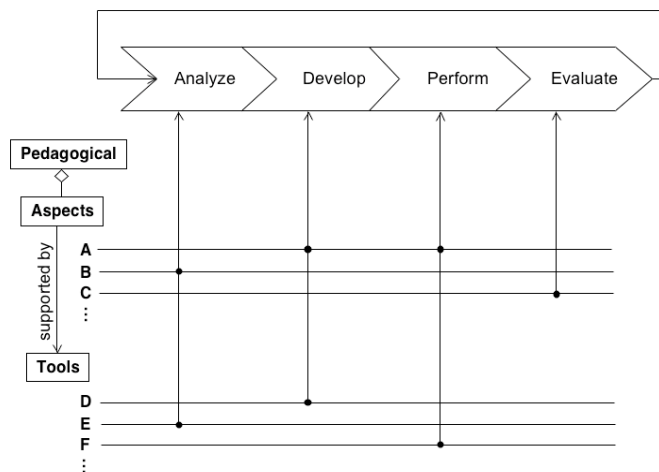 Analyze
Develop
Perform
Evaluate
Pedagogical
Aspects
supported by
A
B
C
...
Tools
D
E
F
...